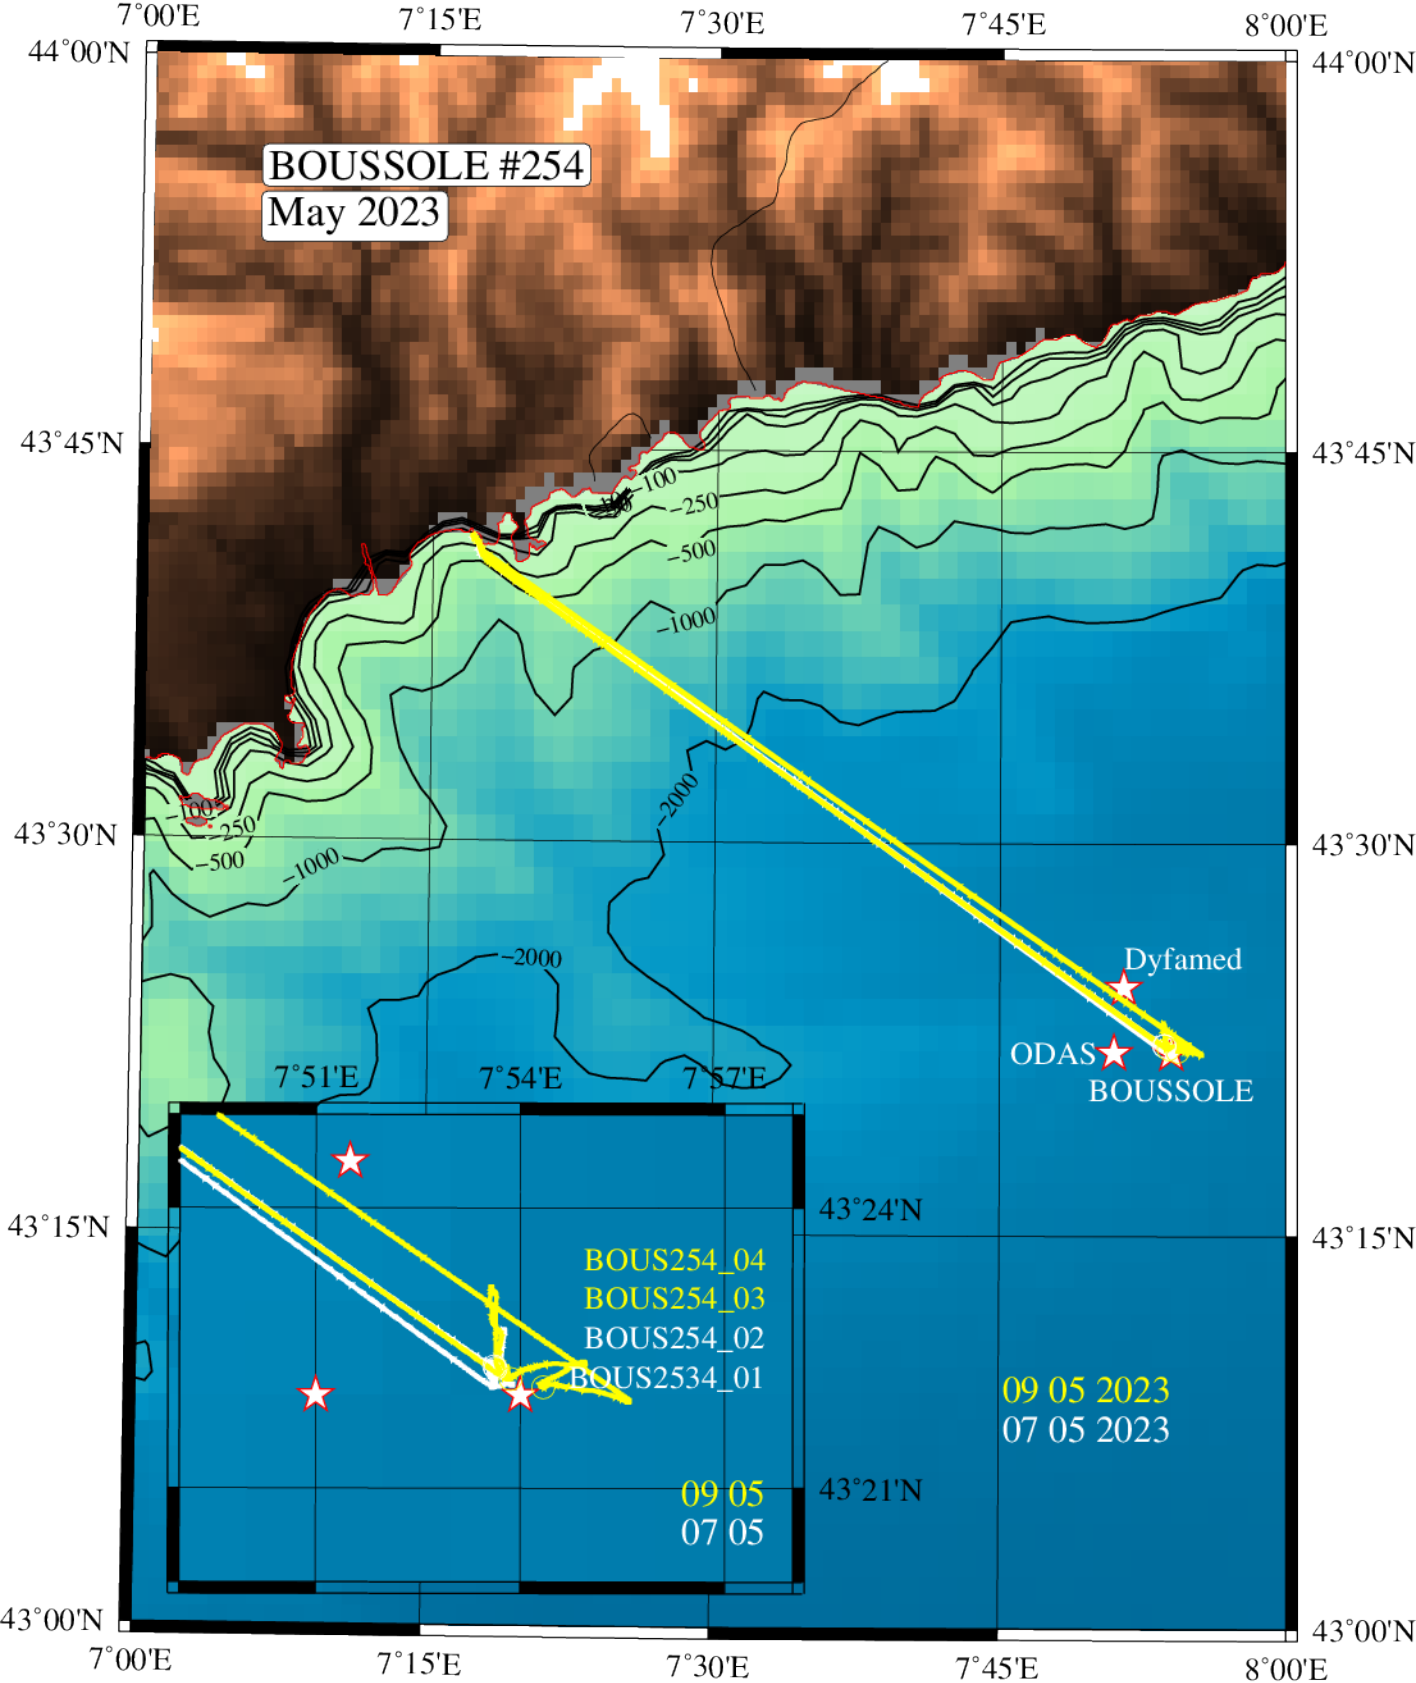 7°00'E 7°15'E 7°30'E 7°45'E 8°00'E
44°00'N 44°00'N
BOUSSOLE #254
May 2023
43°45'N 43°45'N
−100
−250
−500
−1000
−2000
43°30'N 43°30'N
−100
−250
−500
−1000
−2000
Dyfamed
ODAS
BOUSSOLE
7°51'E 7°54'E 7°57'E
43°24'N
43°15'N 43°15'N
BOUS254_04
BOUS254_03
BOUS254_02
BOUS2534_01
09 05 2023
07 05 2023
43°21'N
09 05
07 05
43°00'N 43°00'N
7°00'E 7°15'E 7°30'E 7°45'E 8°00'E